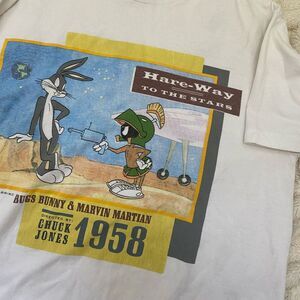 Hare-Way
TO THE STARS
BUGS BUNNY & MARVIN MARTIAN
DIRECTED BY:
CHUCK
JONES
1958